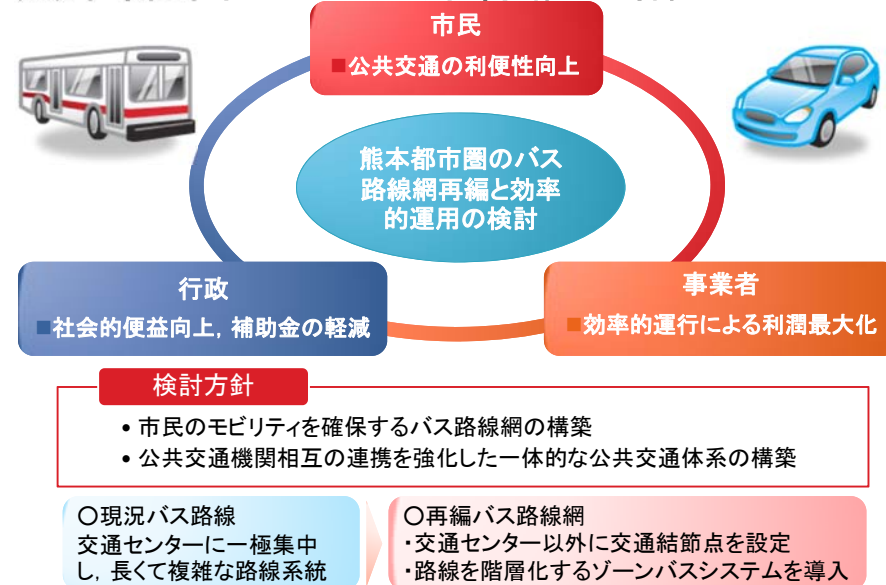 市民
■公共交通の利便性向上
熊本都市圏のバス
路線網再編と効率
的運用の検討
行政
■社会的便益向上，補助金の軽減
事業者
■効率的運行による利潤最大化
検討方針
• 市民のモビリティを確保するバス路線網の構築
• 公共交通機関相互の連携を強化した一体的な公共交通体系の構築
〇現況バス路線
交通センターに一極集中
し，長くて複雑な路線系統
〇再編バス路線網
・交通センター以外に交通結節点を設定
・路線を階層化するゾーンバスシステムを導入